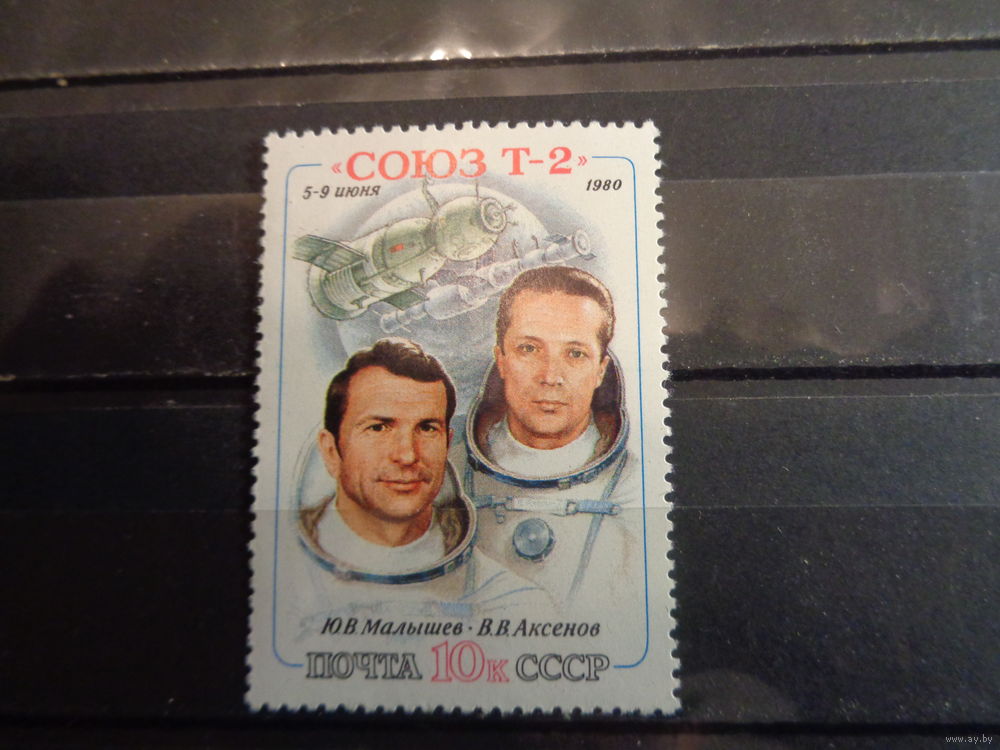 «СОЮЗ Т-2»
5-9 июня 1980
Ю.В.Малышев · В.В.Аксенов
ПОЧТА 10к СССР
www.ay.by